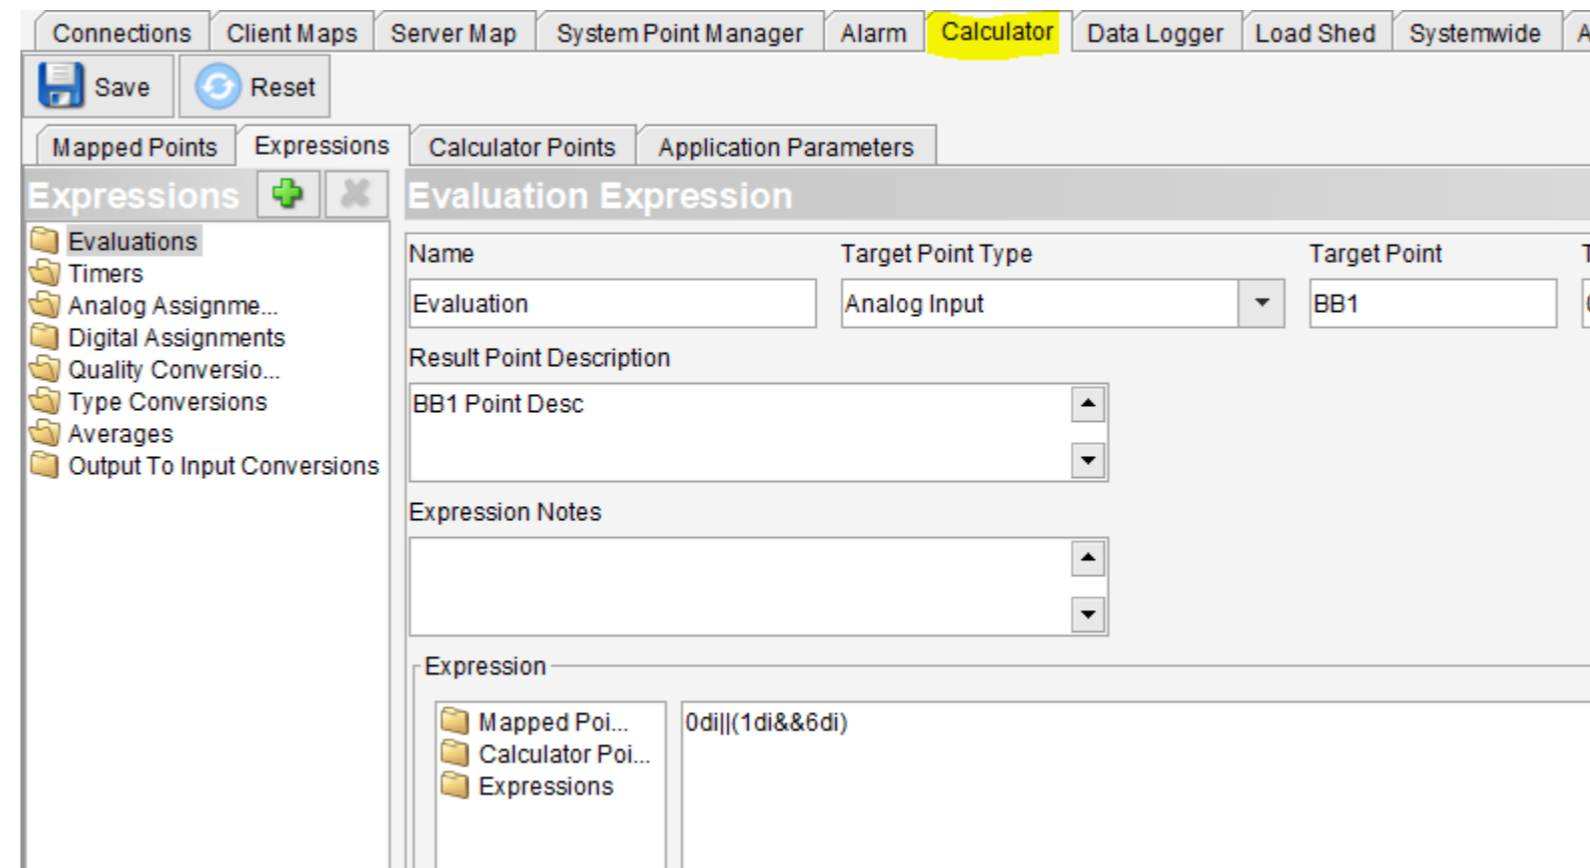 Connections Client Maps Server Map System Point Manager Alarm Calculator Data Logger Load Shed Systemwide A
Save Reset
Mapped Points Expressions Calculator Points Application Parameters
Expressions Evaluation Expression
Evaluations
Timers
Analog Assignme...
Digital Assignments
Quality Conversio...
Type Conversions
Averages
Output To Input Conversions
Name Target Point Type Target Point T
Evaluation Analog Input BB1
Result Point Description
BB1 Point Desc
Expression Notes
Expression
Mapped Poi...
Calculator Poi...
Expressions
0di||(1di&&6di)